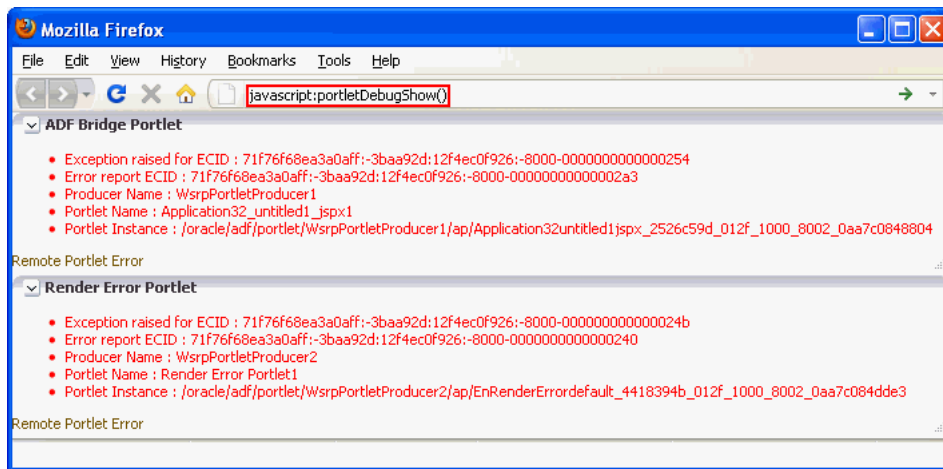 Mozilla Firefox
File Edit View History Bookmarks Tools Help
javascript:portletDebugShow()
ADF Bridge Portlet
Exception raised for ECID : 71f76f68ea3a0aff:-3baa92d:12f4ec0f926:-8000-0000000000000254
Error report ECID : 71f76f68ea3a0aff:-3baa92d:12f4ec0f926:-8000-00000000000002a3
Producer Name : WsrpPortletProducer1
Portlet Name : Application32_untitled1_jspx1
Portlet Instance : /oracle/adf/portlet/WsrpPortletProducer1/ap/Application32untitled1jspx_2526c59d_012f_1000_8002_0aa7c0848804
Remote Portlet Error
Render Error Portlet
Exception raised for ECID : 71f76f68ea3a0aff:-3baa92d:12f4ec0f926:-8000-000000000000024b
Error report ECID : 71f76f68ea3a0aff:-3baa92d:12f4ec0f926:-8000-0000000000000240
Producer Name : WsrpPortletProducer2
Portlet Name : Render Error Portlet1
Portlet Instance : /oracle/adf/portlet/WsrpPortletProducer2/ap/EnRenderErrordefault_4418394b_012f_1000_8002_0aa7c084dde3
Remote Portlet Error